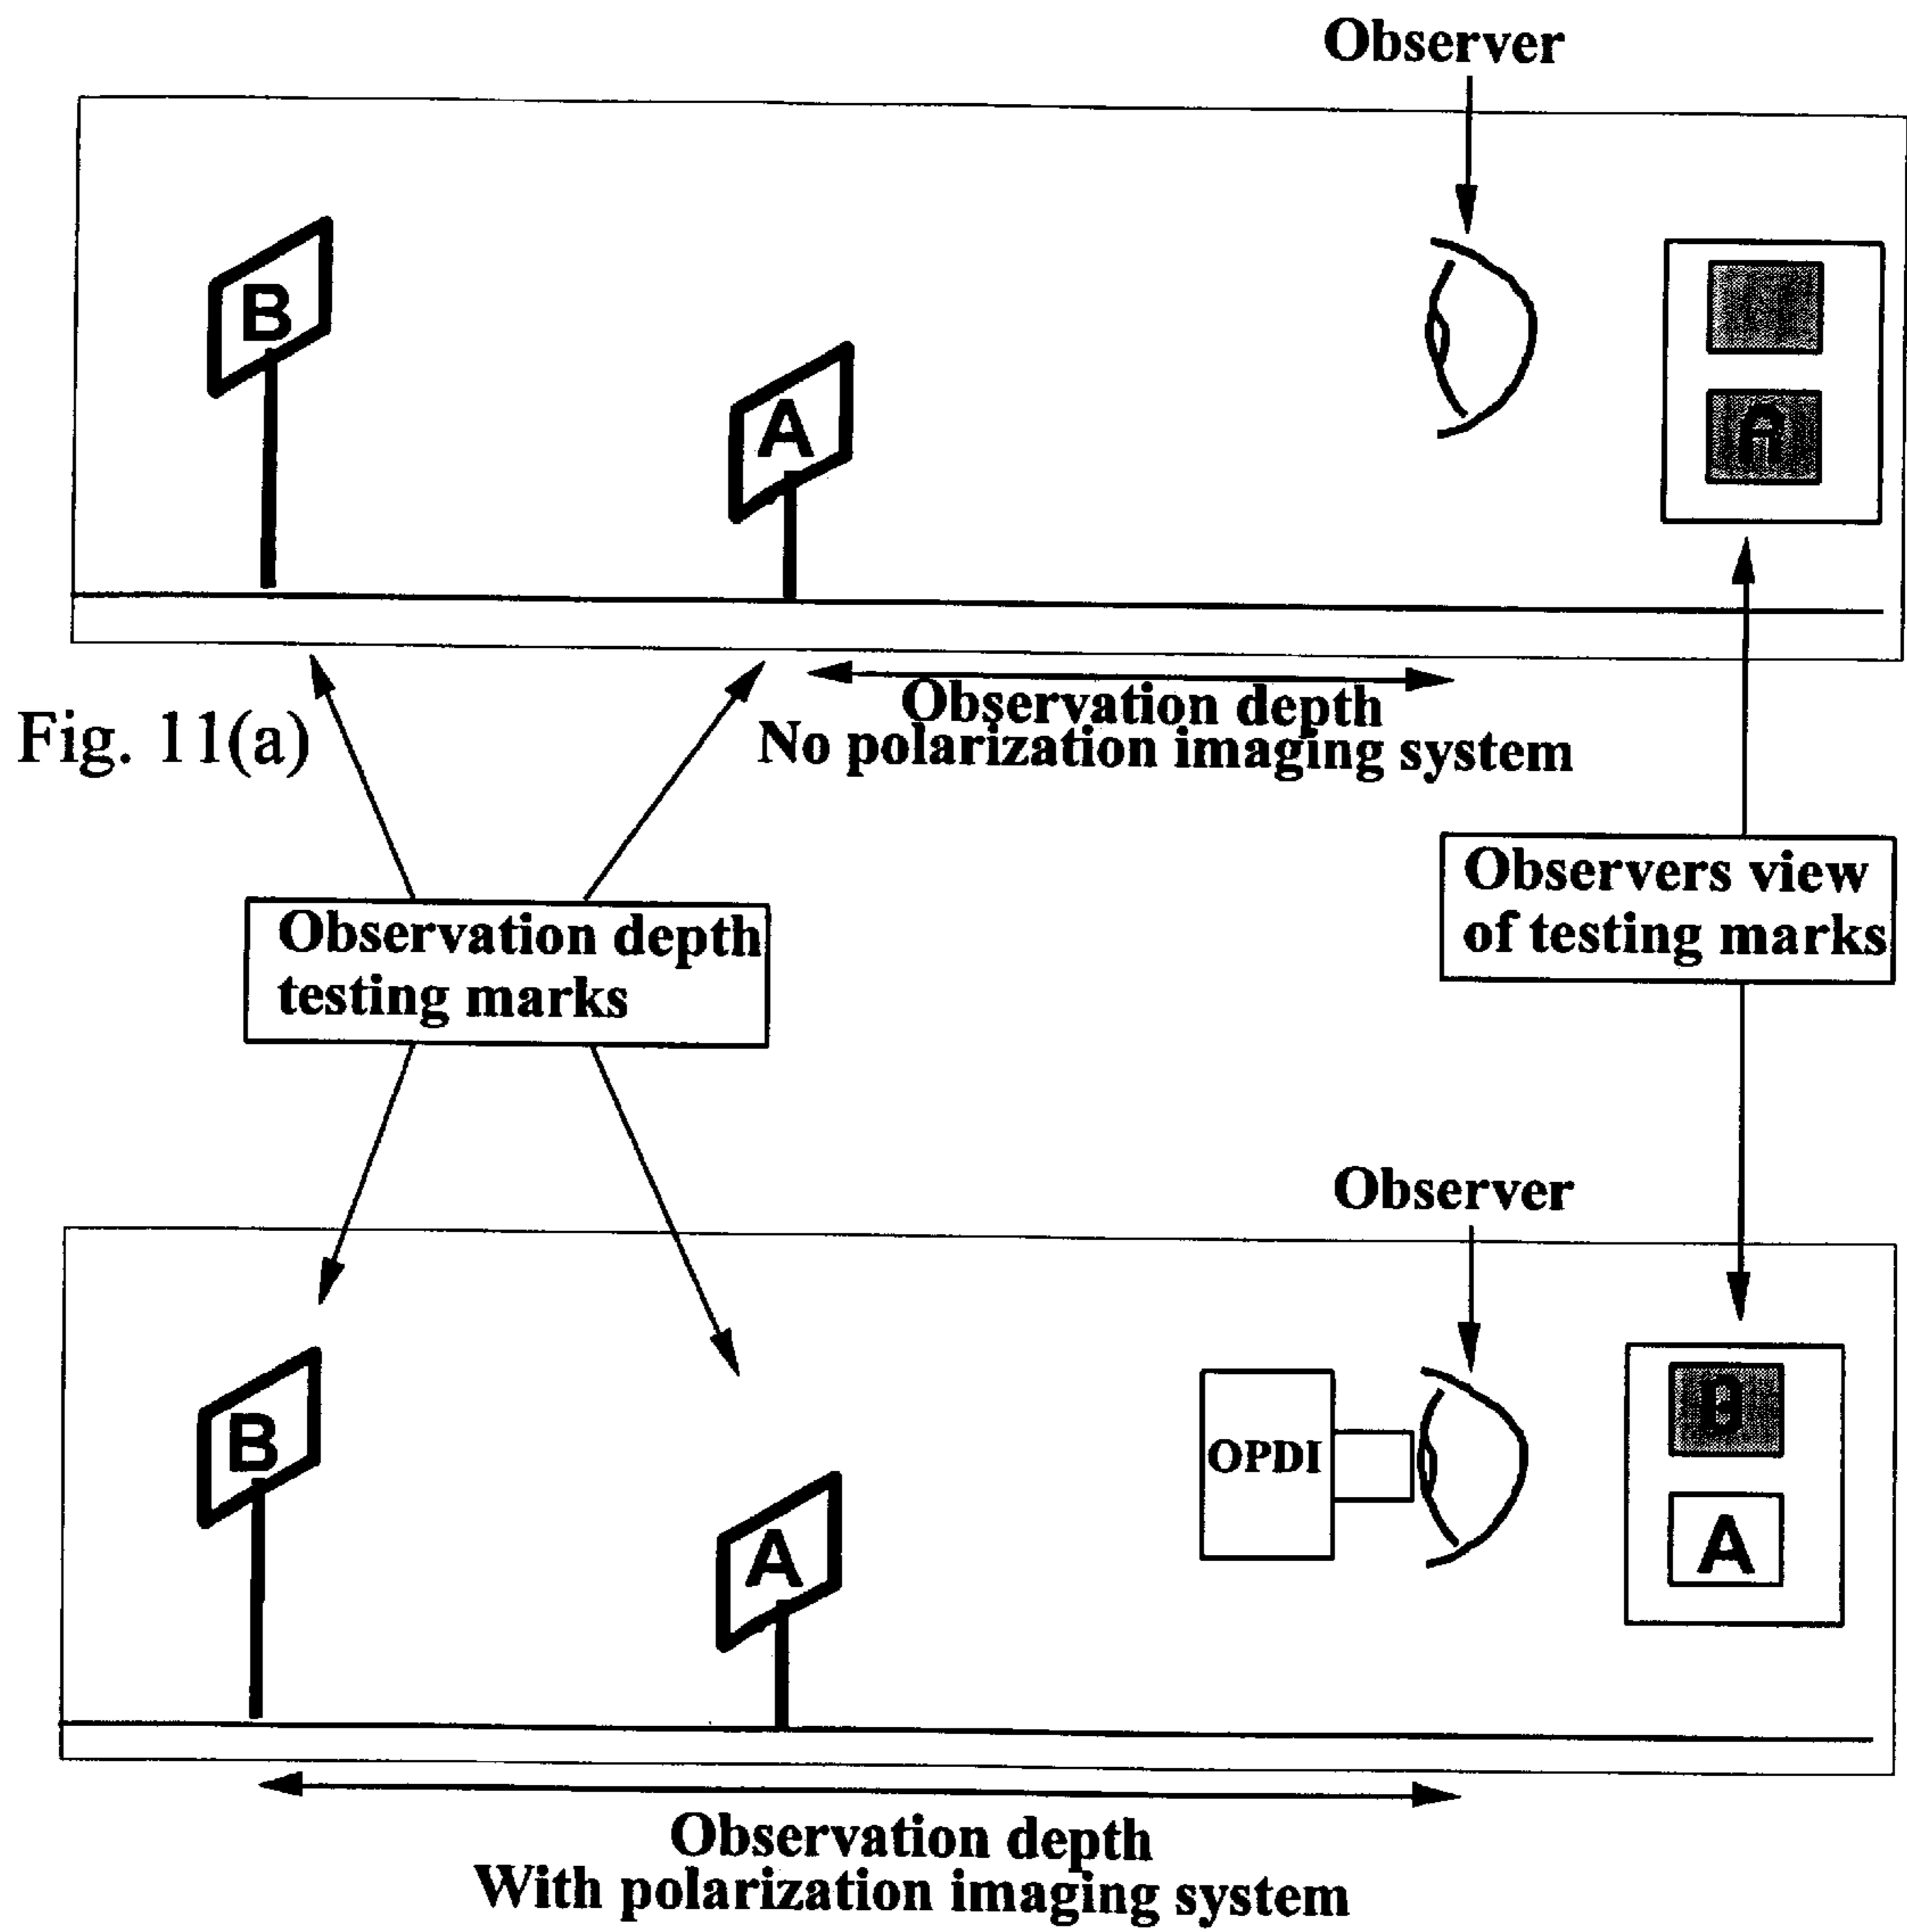 Observer
B
A
A
Observation depth
No polarization imaging system
Fig. 11(a)
Observers view
of testing marks
Observation depth
testing marks
Observer
B
A
OPDI
B
A
Observation depth
With polarization imaging system